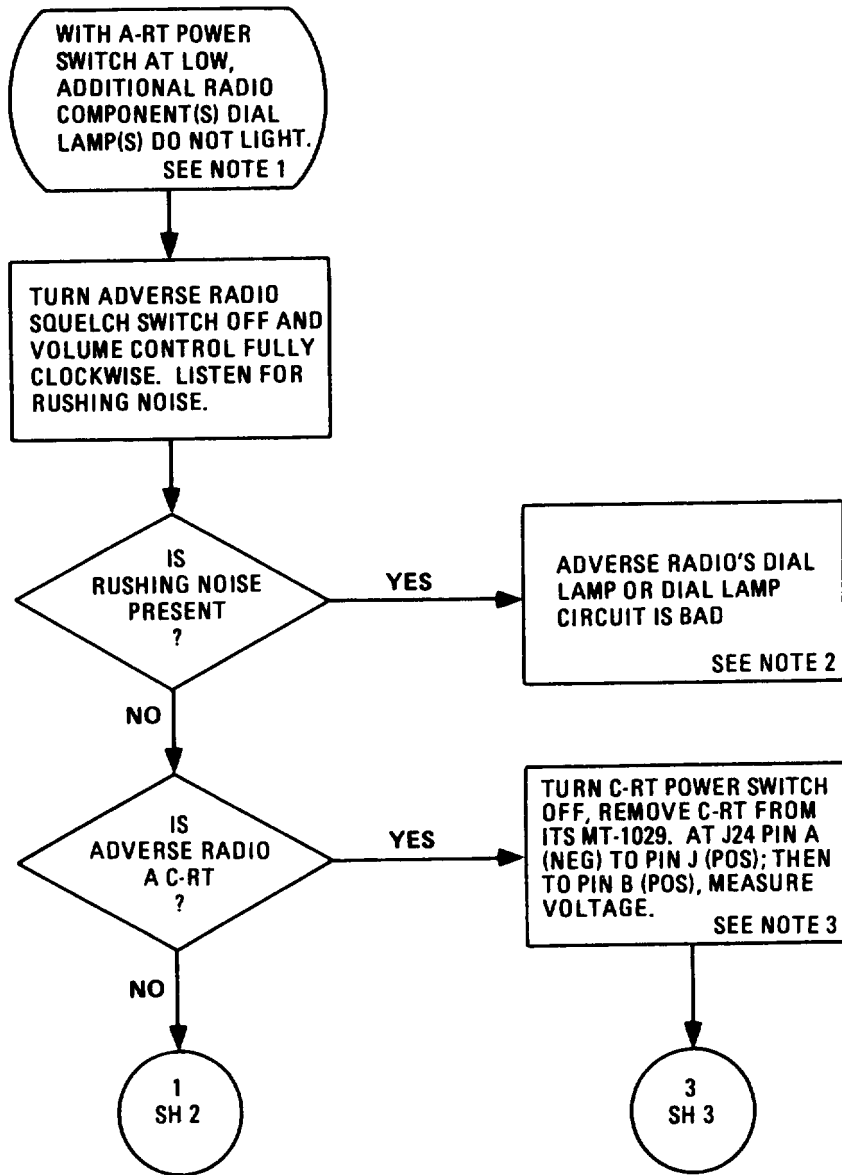 WITH A-RT POWER
SWITCH AT LOW,
ADDITIONAL RADIO
COMPONENT(S) DIAL
LAMP(S) DO NOT LIGHT.
SEE NOTE 1
TURN ADVERSE RADIO
SQUELCH SWITCH OFF AND
VOLUME CONTROL FULLY
CLOCKWISE. LISTEN FOR
RUSHING NOISE.
IS
RUSHING NOISE
PRESENT
?
YES
ADVERSE RADIO'S DIAL
LAMP OR DIAL LAMP
CIRCUIT IS BAD
SEE NOTE 2
NO
IS
ADVERSE RADIO
A C-RT
?
YES
TURN C-RT POWER SWITCH
OFF, REMOVE C-RT FROM
ITS MT-1029. AT J24 PIN A
(NEG) TO PIN J (POS); THEN
TO PIN B (POS), MEASURE
VOLTAGE.
SEE NOTE 3
NO
1
SH 2
3
SH 3